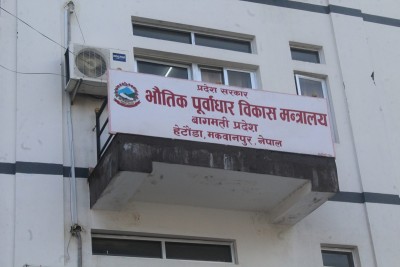 प्रदेश सरकार
भौतिक पूर्वाधार विकास मन्त्रालय
बागमती प्रदेश
हेटौंडा, मकवानपुर, नेपाल